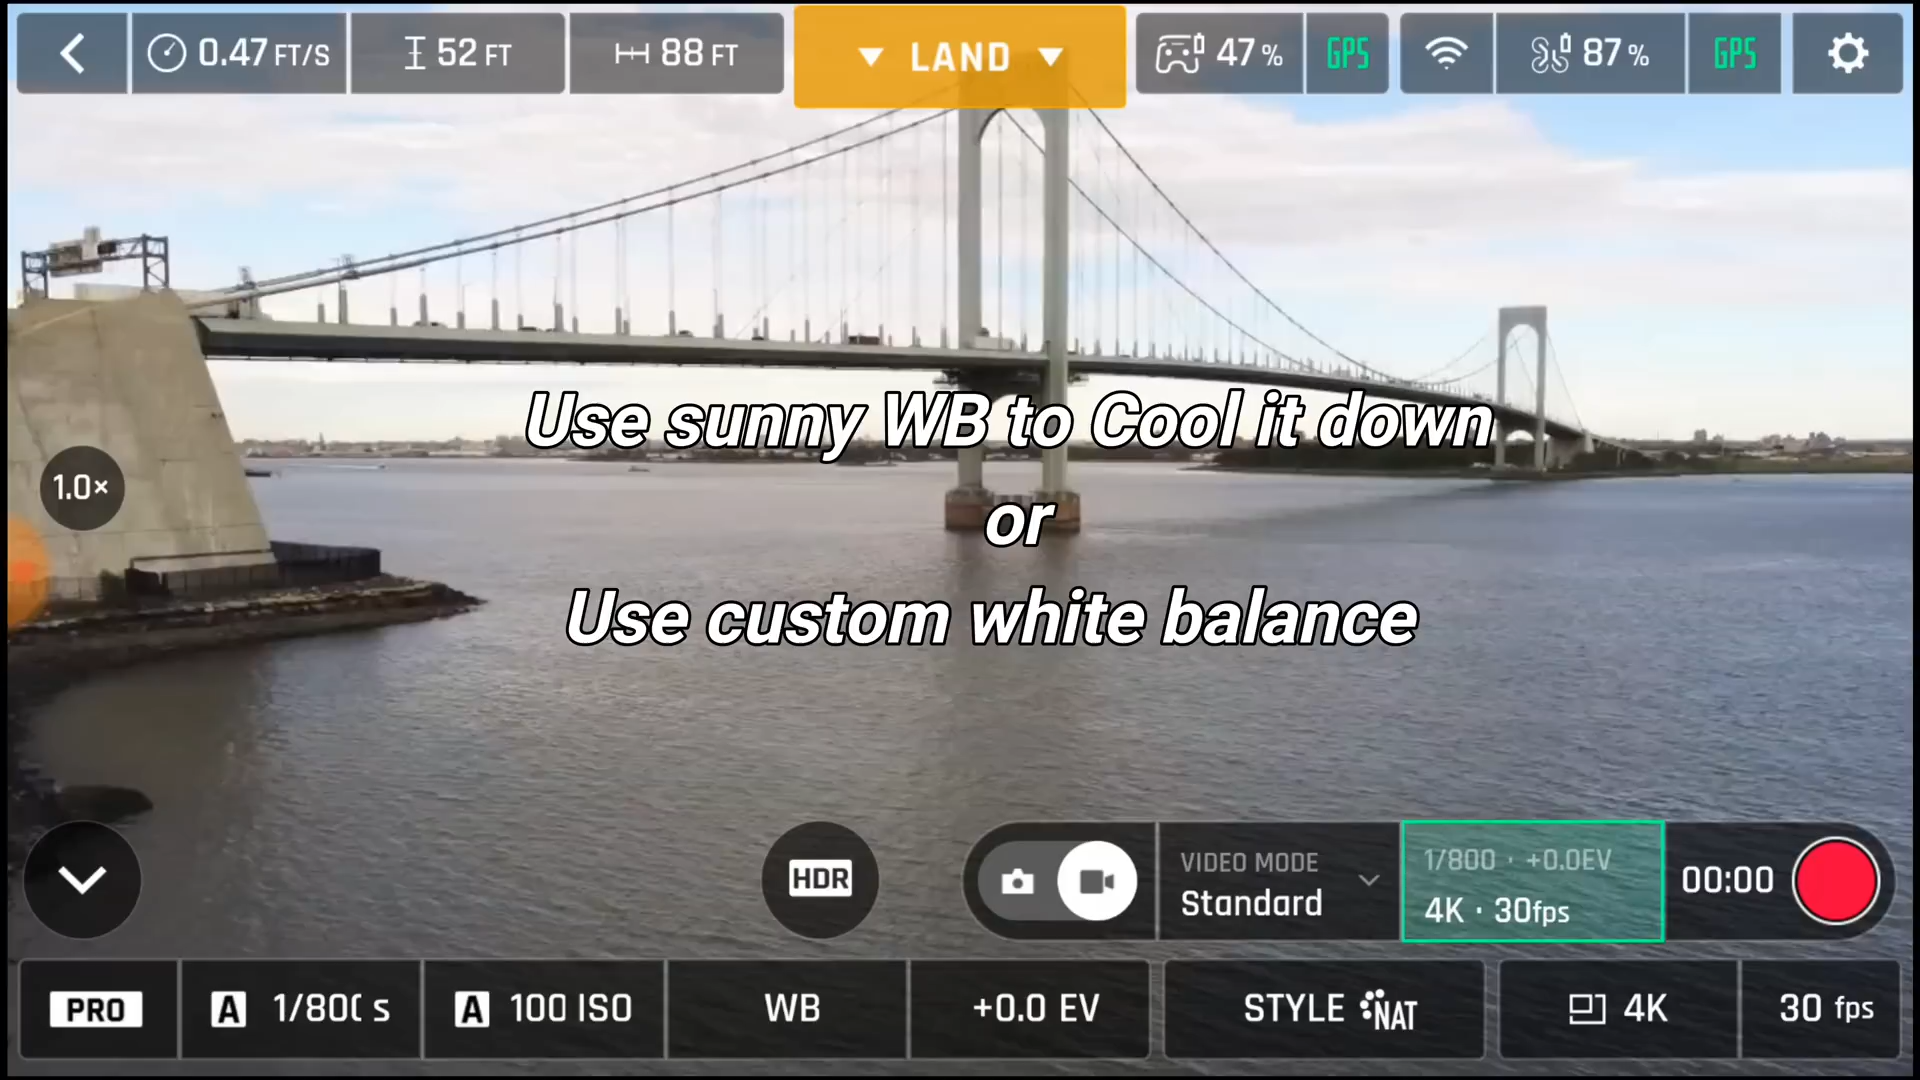 0.47 FT/S
52 FT
88 FT
LAND
47 %
GPS
87 %
GPS
Use sunny WB to Cool it down
or
Use custom white balance
1.0×
HDR
VIDEO MODE
Standard
1/800 · +0.0EV
4K · 30fps
00:00
PRO
A 1/800 s
A 100 ISO
WB
+0.0 EV
STYLE NAT
4K
30 fps